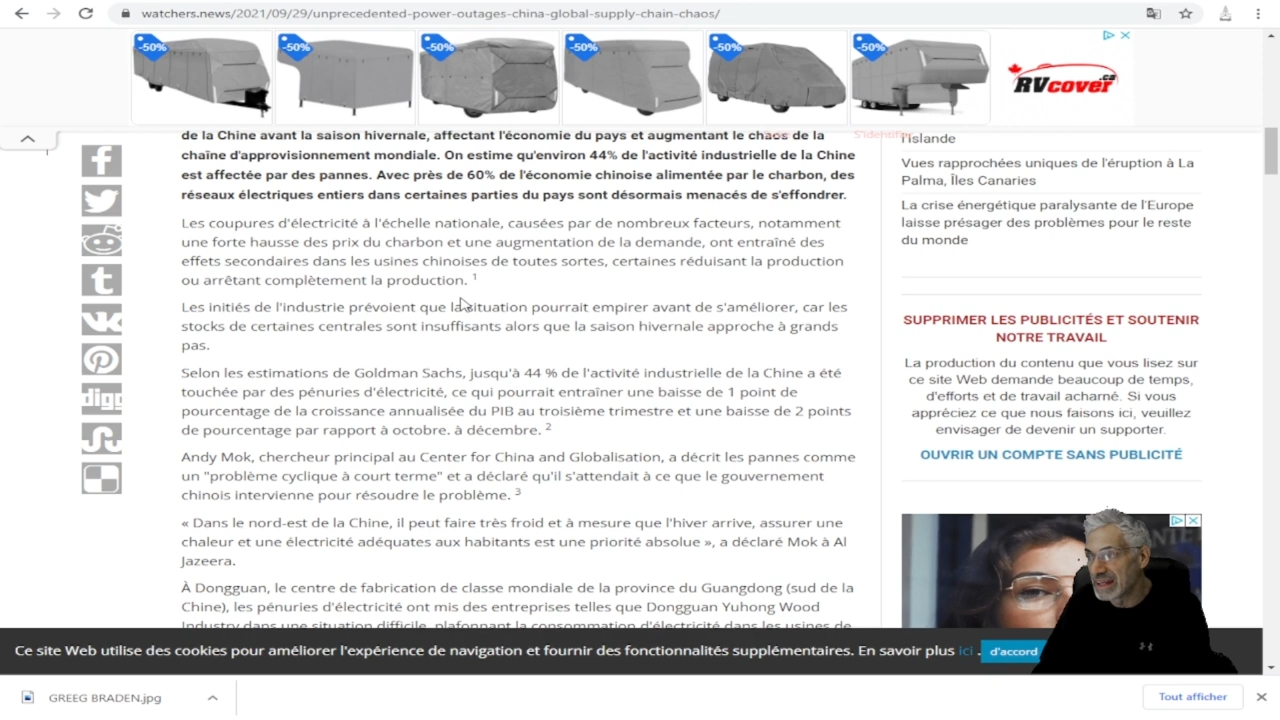 watchers.news/2021/09/29/unprecedented-power-outages-china-global-supply-chain-chaos/
-50%
-50%
-50%
-50%
-50%
-50%
RVcover.ca
de la Chine avant la saison hivernale, affectant l'économie du pays et augmentant le chaos de la
chaîne d'approvisionnement mondiale. On estime qu'environ 44% de l'activité industrielle de la Chine
est affectée par des pannes. Avec près de 60% de l'économie chinoise alimentée par le charbon, des
réseaux électriques entiers dans certaines parties du pays sont désormais menacés de s'effondrer.
Les coupures d'électricité à l'échelle nationale, causées par de nombreux facteurs, notamment
une forte hausse des prix du charbon et une augmentation de la demande, ont entraîné des
effets secondaires dans les usines chinoises de toutes sortes, certaines réduisant la production
ou arrêtant complètement la production. 1
Les initiés de l'industrie prévoient que la situation pourrait empirer avant de s'améliorer, car les
stocks de certaines centrales sont insuffisants alors que la saison hivernale approche à grands
pas.
Selon les estimations de Goldman Sachs, jusqu'à 44 % de l'activité industrielle de la Chine a été
touchée par des pénuries d'électricité, ce qui pourrait entraîner une baisse de 1 point de
pourcentage de la croissance annualisée du PIB au troisième trimestre et une baisse de 2 points
de pourcentage par rapport à octobre. à décembre. 2
Andy Mok, chercheur principal au Center for China and Globalisation, a décrit les pannes comme
un "problème cyclique à court terme" et a déclaré qu'il s'attendait à ce que le gouvernement
chinois intervienne pour résoudre le problème. 3
« Dans le nord-est de la Chine, il peut faire très froid et à mesure que l'hiver arrive, assurer une
chaleur et une électricité adéquates aux habitants est une priorité absolue », a déclaré Mok à Al
Jazeera.
À Dongguan, le centre de fabrication de classe mondiale de la province du Guangdong (sud de la
Chine), les pénuries d'électricité ont mis des entreprises telles que Dongguan Yuhong Wood
Industry dans une situation difficile, plafonnant la consommation d'électricité dans les usines de
S'identifier
l'Islande
Vues rapprochées uniques de l'éruption à La
Palma, Îles Canaries
La crise énergétique paralysante de l'Europe
laisse présager des problèmes pour le reste
du monde
SUPPRIMER LES PUBLICITÉS ET SOUTENIR
NOTRE TRAVAIL
La production du contenu que vous lisez sur
ce site Web demande beaucoup de temps,
d'efforts et de travail acharné. Si vous
appréciez ce que nous faisons ici, veuillez
envisager de devenir un supporter.
OUVRIR UN COMPTE SANS PUBLICITÉ
digg
Ce site Web utilise des cookies pour améliorer l'expérience de navigation et fournir des fonctionnalités supplémentaires. En savoir plus ici .
d'accord
GREEG BRADEN.jpg
Tout afficher